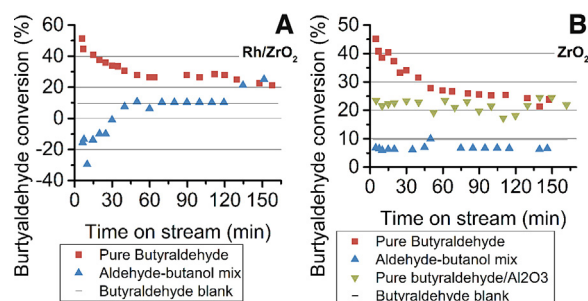 A
B
Burtyaldehyde conversion (%)
60
40
20
0
-20
-40
Rh/ZrO2
0 30 60 90 120 150
Time on stream (min)
Pure Butyraldehyde
Aldehyde-butanol mix
Butyraldehyde blank
Burtyaldehyde conversion (%)
50
40
30
20
10
0
ZrO2
0 30 60 90 120 150
Time on stream (min)
Pure Butyraldehyde
Aldehyde-butanol mix
Pure butyraldehyde/Al2O3
Butyraldehyde blank